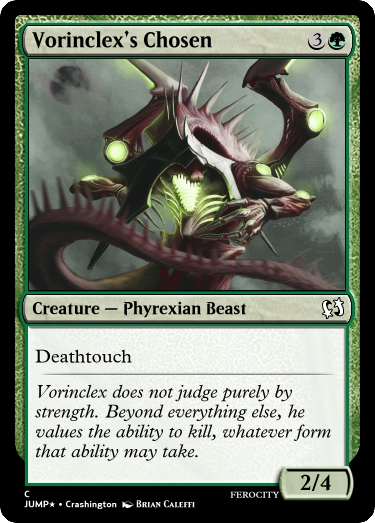 Vorinclex's Chosen 3
Creature — Phyrexian Beast
Deathtouch
Vorinclex does not judge purely by
strength. Beyond everything else, he
values the ability to kill, whatever form
that ability may take.
2/4
C
FEROCITY
JUMP★ • Crashington BRIAN CALEFFI